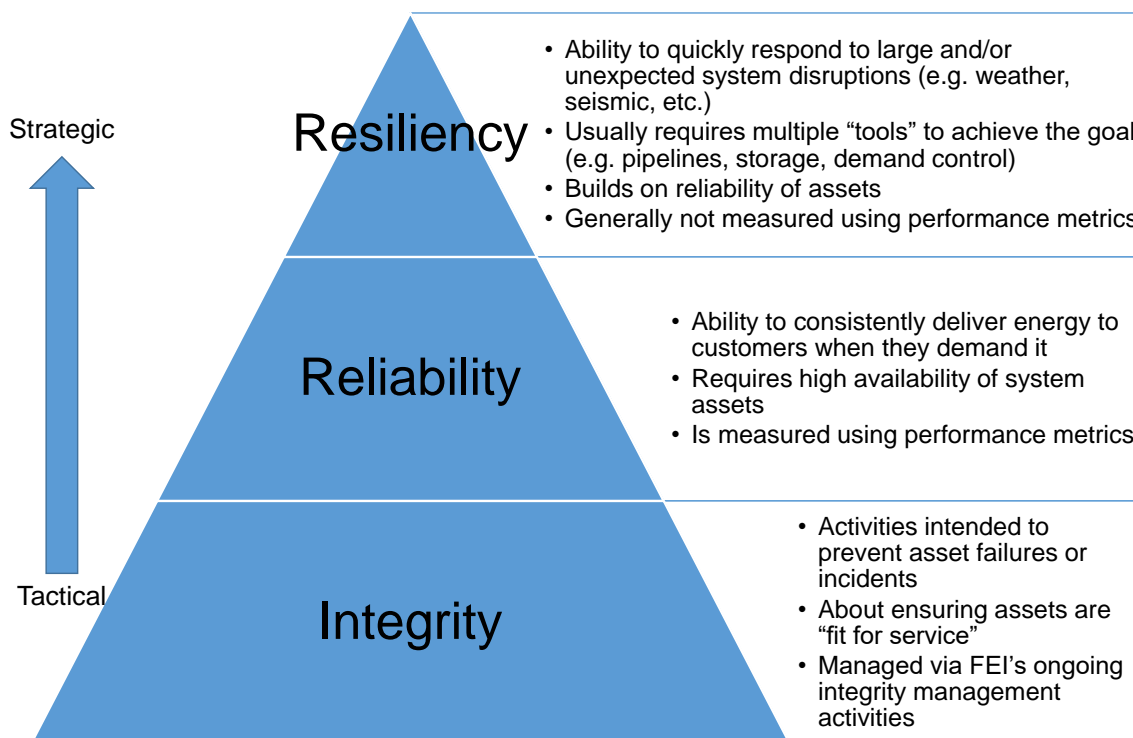 Strategic
Tactical
Resiliency
• Ability to quickly respond to large and/or
unexpected system disruptions (e.g. weather,
seismic, etc.)
• Usually requires multiple “tools” to achieve the goal
(e.g. pipelines, storage, demand control)
• Builds on reliability of assets
• Generally not measured using performance metrics
Reliability
• Ability to consistently deliver energy to
customers when they demand it
• Requires high availability of system
assets
• Is measured using performance metrics
Integrity
• Activities intended to
prevent asset failures or
incidents
• About ensuring assets are
“fit for service”
• Managed via FEI’s ongoing
integrity management
activities